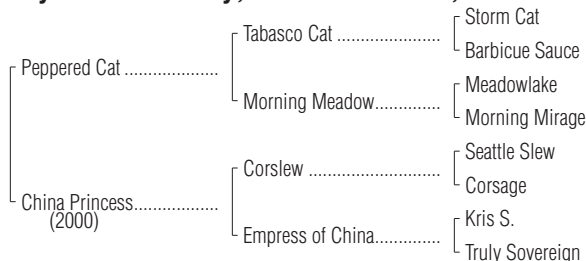 Storm Cat
Tabasco Cat ....................
Barbicue Sauce
Peppered Cat ..................
Meadowlake
Morning Meadow.............
Morning Mirage
Seattle Slew
Corslew .........................
Corsage
China Princess................
(2000)
Kris S.
Empress of China.............
Truly Sovereign